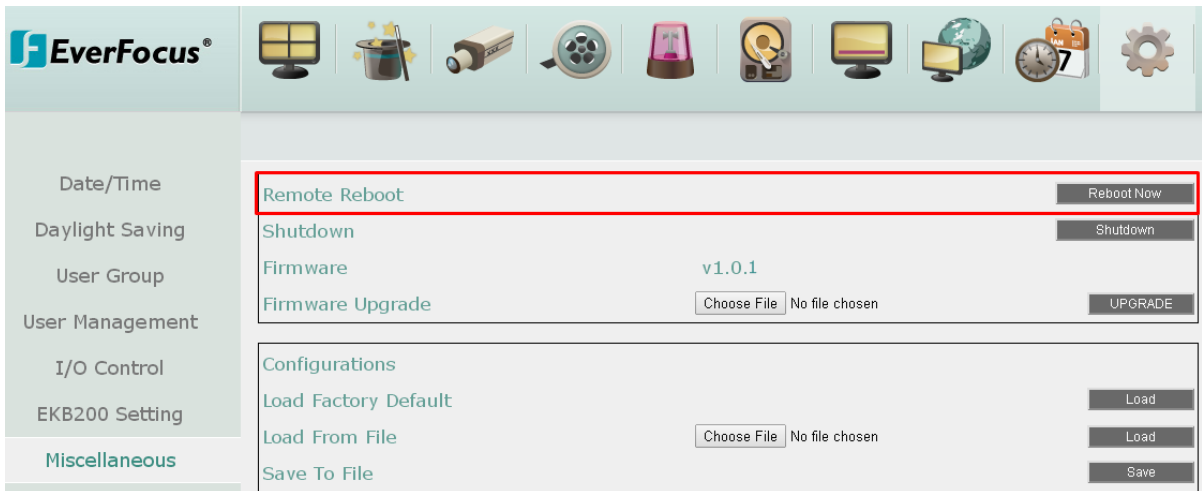 EverFocus®
JAN
7
Date/Time
Daylight Saving
User Group
User Management
I/O Control
EKB200 Setting
Miscellaneous
Remote Reboot Reboot Now
Shutdown Shutdown
Firmware v1.0.1
Firmware Upgrade Choose File No file chosen UPGRADE
Configurations
Load Factory Default Load
Load From File Choose File No file chosen Load
Save To File Save